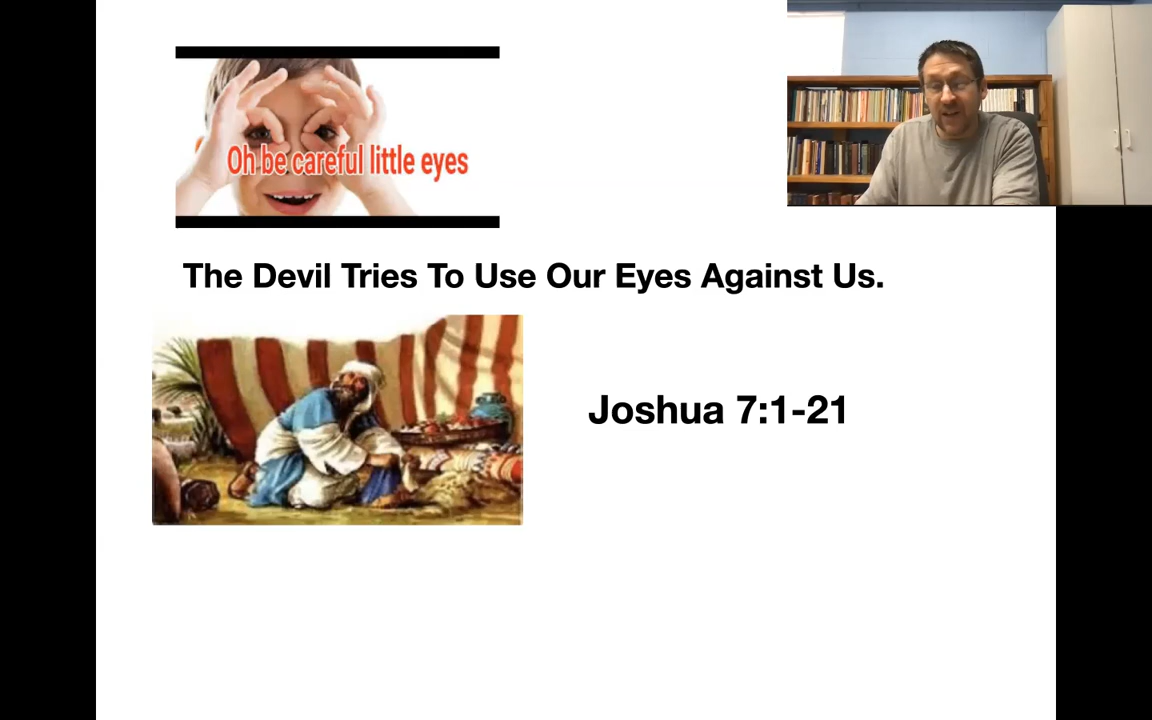 Oh be careful little eyes
The Devil Tries To Use Our Eyes Against Us.
Joshua 7:1-21